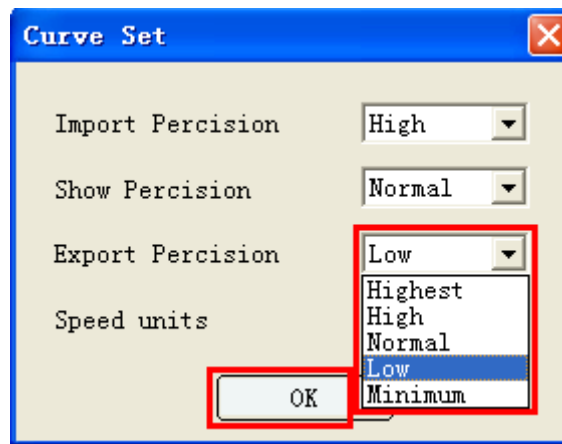 Curve Set
Import Percision High
Show Percision Normal
Export Percision Low
Highest
High
Speed units
Normal
Low
OK
Minimum